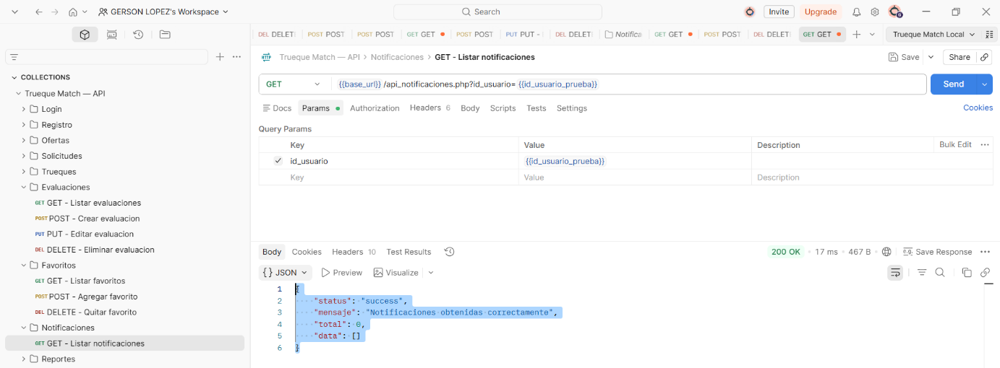 GERSON LOPEZ's Workspace
Search
Invite
Upgrade
DEL DELETE
POST POST
POST POST
GET GET
POST POST
PUT PUT -
DEL DELET
Notifica
GET GET
POST POST
DEL DELET
GET GET
Trueque Match Local
COLLECTIONS
Trueque Match — API
Login
Registro
Ofertas
Solicitudes
Trueques
Evaluaciones
GET GET - Listar evaluaciones
POST POST - Crear evaluacion
PUT PUT - Editar evaluacion
DEL DELETE - Eliminar evaluacion
Favoritos
GET GET - Listar favoritos
POST POST - Agregar favorito
DEL DELETE - Quitar favorito
Notificaciones
GET GET - Listar notificaciones
Reportes
HTTP Trueque Match — API > Notificaciones > GET - Listar notificaciones
Save
Share
GET {{base_url}} /api_notificaciones.php?id_usuario= {{id_usuario_prueba}}
Send
Docs Params Authorization Headers 6 Body Scripts Tests Settings
Cookies
Query Params
Key Value Description Bulk Edit
id_usuario {{id_usuario_prueba}}
Key Value Description
Body Cookies Headers 10 Test Results
200 OK • 17 ms • 467 B • e.g. Save Response
{} JSON Preview Visualize
1 {
2 "status": "success",
3 "mensaje": "Notificaciones obtenidas correctamente",
4 "total": 0,
5 "data": []
6 }